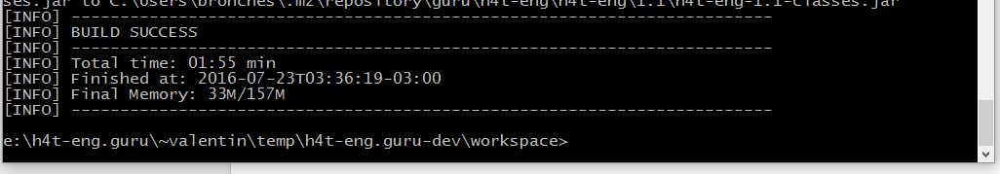 ses.jar to C:\Users\bronches\.m2\repository\guru\h4t-eng\h4t-eng\1.1\h4t-eng-1.1-classes.jar
[INFO] ------------------------------------------------------------------------
[INFO] BUILD SUCCESS
[INFO] ------------------------------------------------------------------------
[INFO] Total time: 01:55 min
[INFO] Finished at: 2016-07-23T03:36:19-03:00
[INFO] Final Memory: 33M/157M
[INFO] ------------------------------------------------------------------------
e:\h4t-eng.guru\~valentin\temp\h4t-eng.guru-dev\workspace>